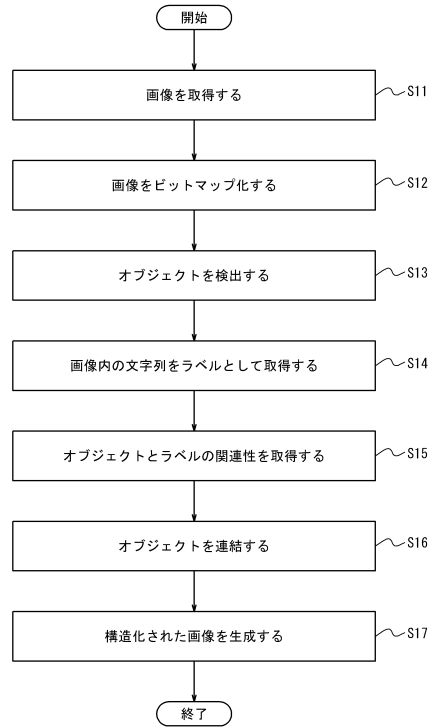 開始
画像を取得する
S11
画像をビットマップ化する
S12
オブジェクトを検出する
S13
画像内の文字列をラベルとして取得する
S14
オブジェクトとラベルの関連性を取得する
S15
オブジェクトを連結する
S16
構造化された画像を生成する
S17
終了